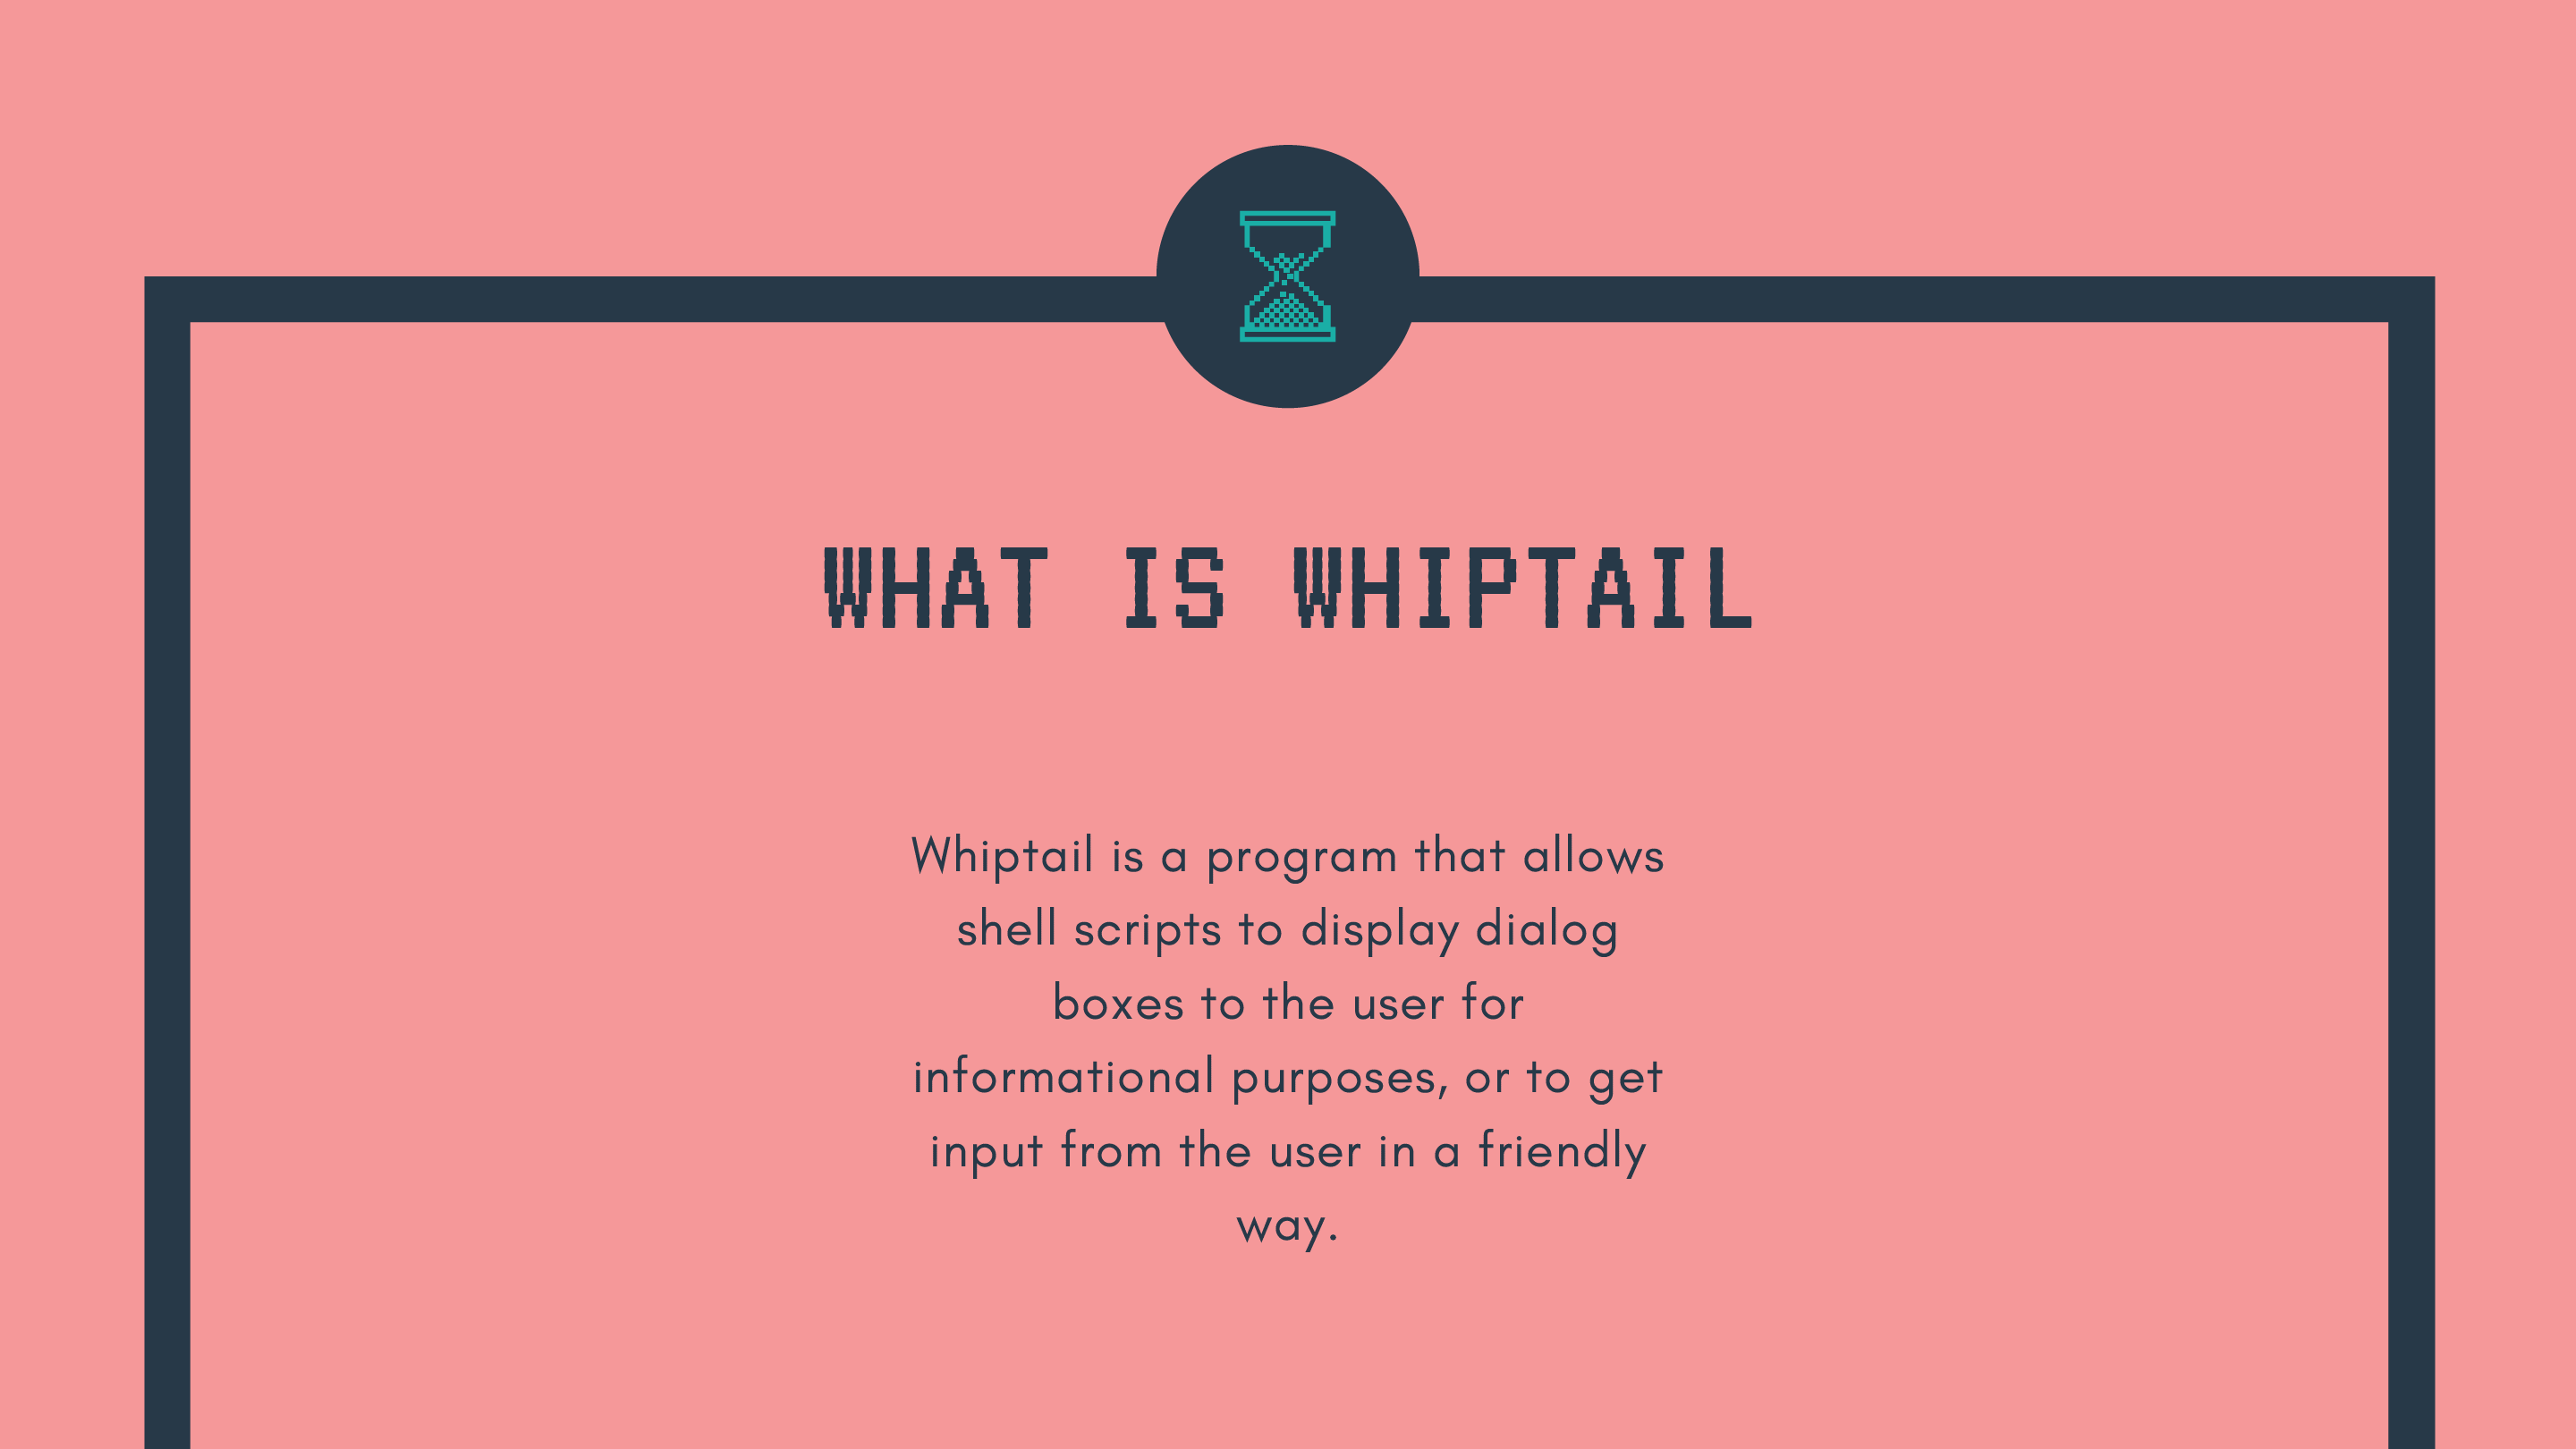 WHAT IS WHIPTAIL
Whiptail is a program that allows
shell scripts to display dialog
boxes to the user for
informational purposes, or to get
input from the user in a friendly
way.